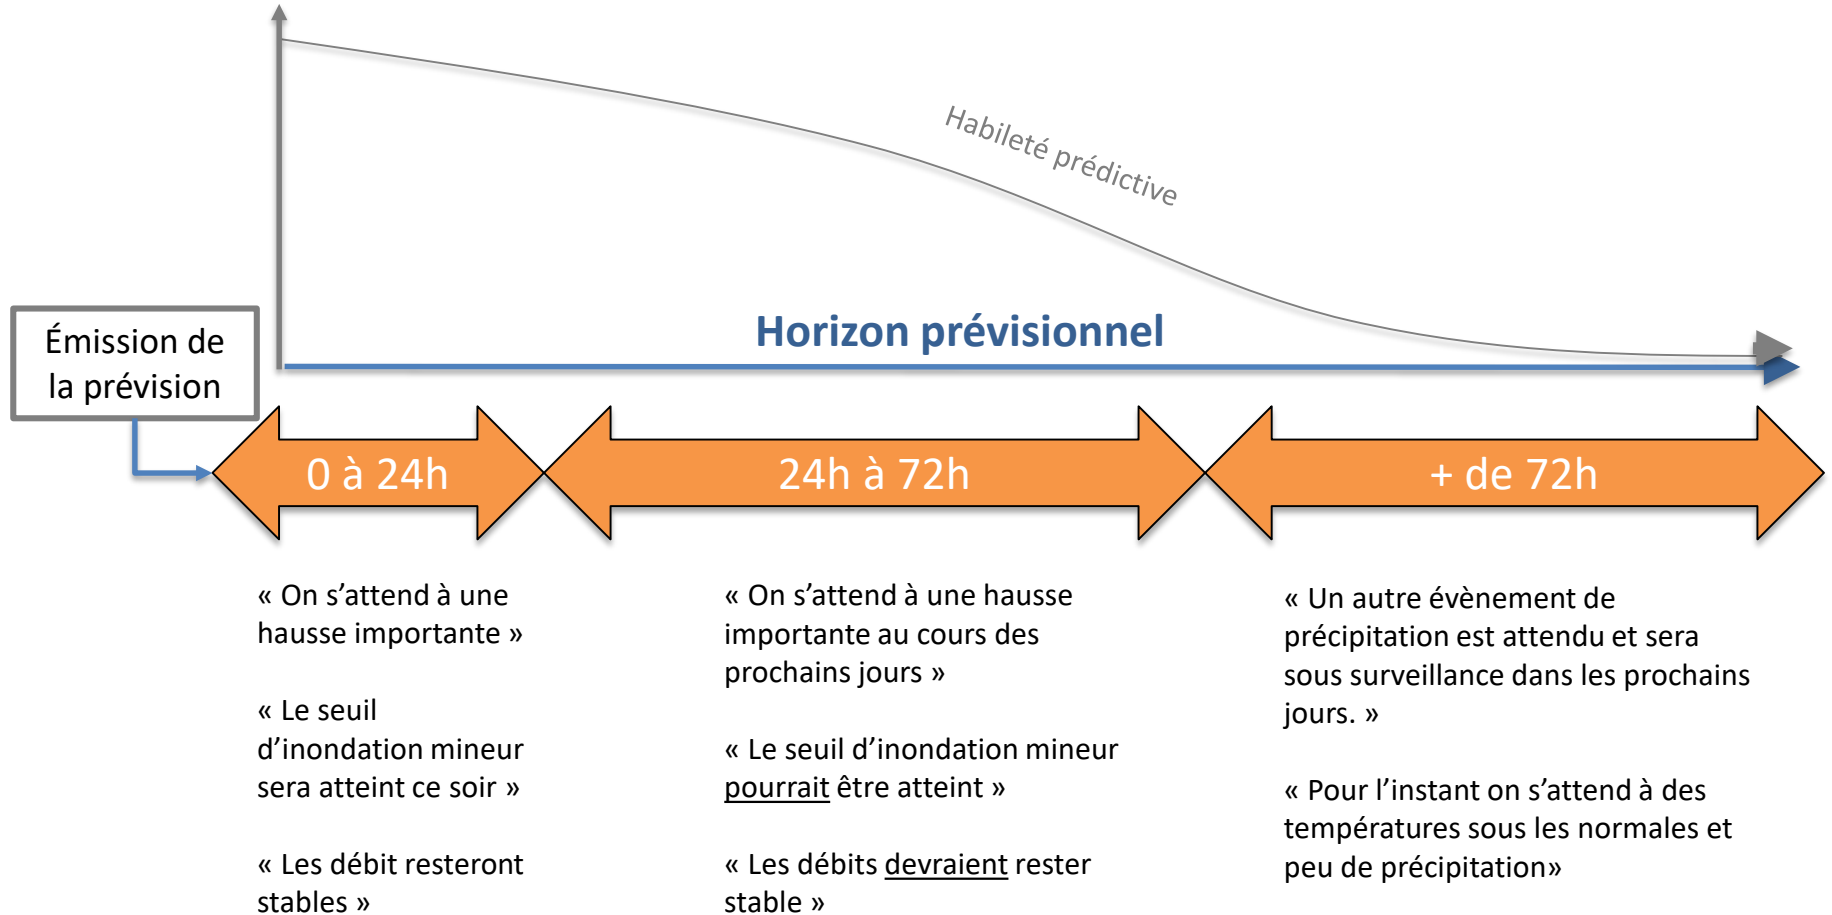 Habileté prédictive
Horizon prévisionnel
Émission de
la prévision
0 à 24h
24h à 72h
+ de 72h
« On s’attend à une
hausse importante »
« Le seuil
d’inondation mineur
sera atteint ce soir »
« Les débit resteront
stables »
« On s’attend à une hausse
importante au cours des
prochains jours »
« Le seuil d’inondation mineur
pourrait être atteint »
« Les débits devraient rester
stable »
« Un autre évènement de
précipitation est attendu et sera
sous surveillance dans les prochains
jours. »
« Pour l’instant on s’attend à des
températures sous les normales et
peu de précipitation»